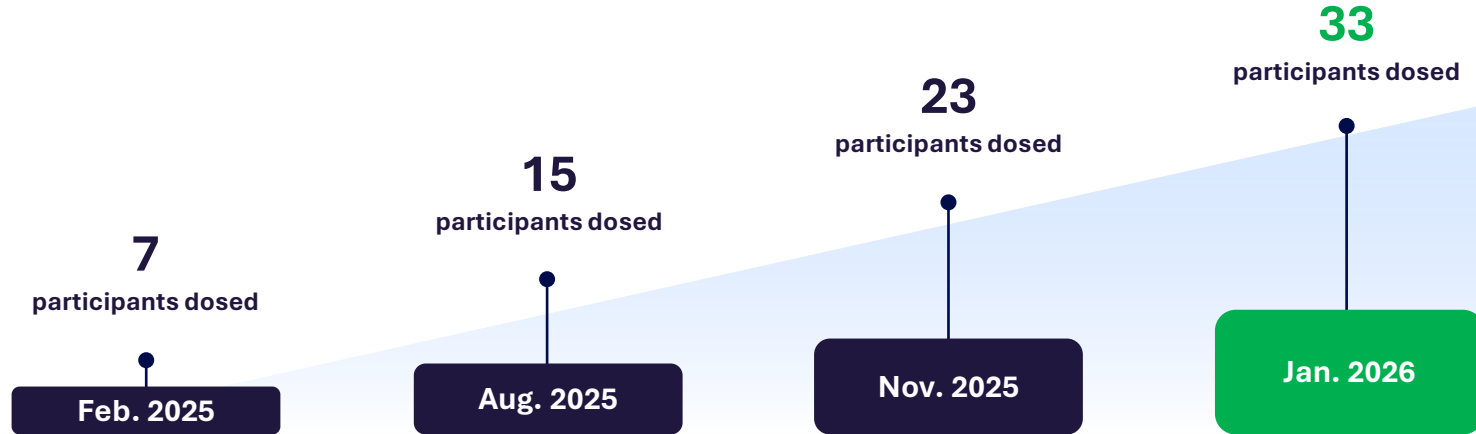 7
participants dosed
Feb. 2025
15
participants dosed
Aug. 2025
23
participants dosed
Nov. 2025
33
participants dosed
Jan. 2026